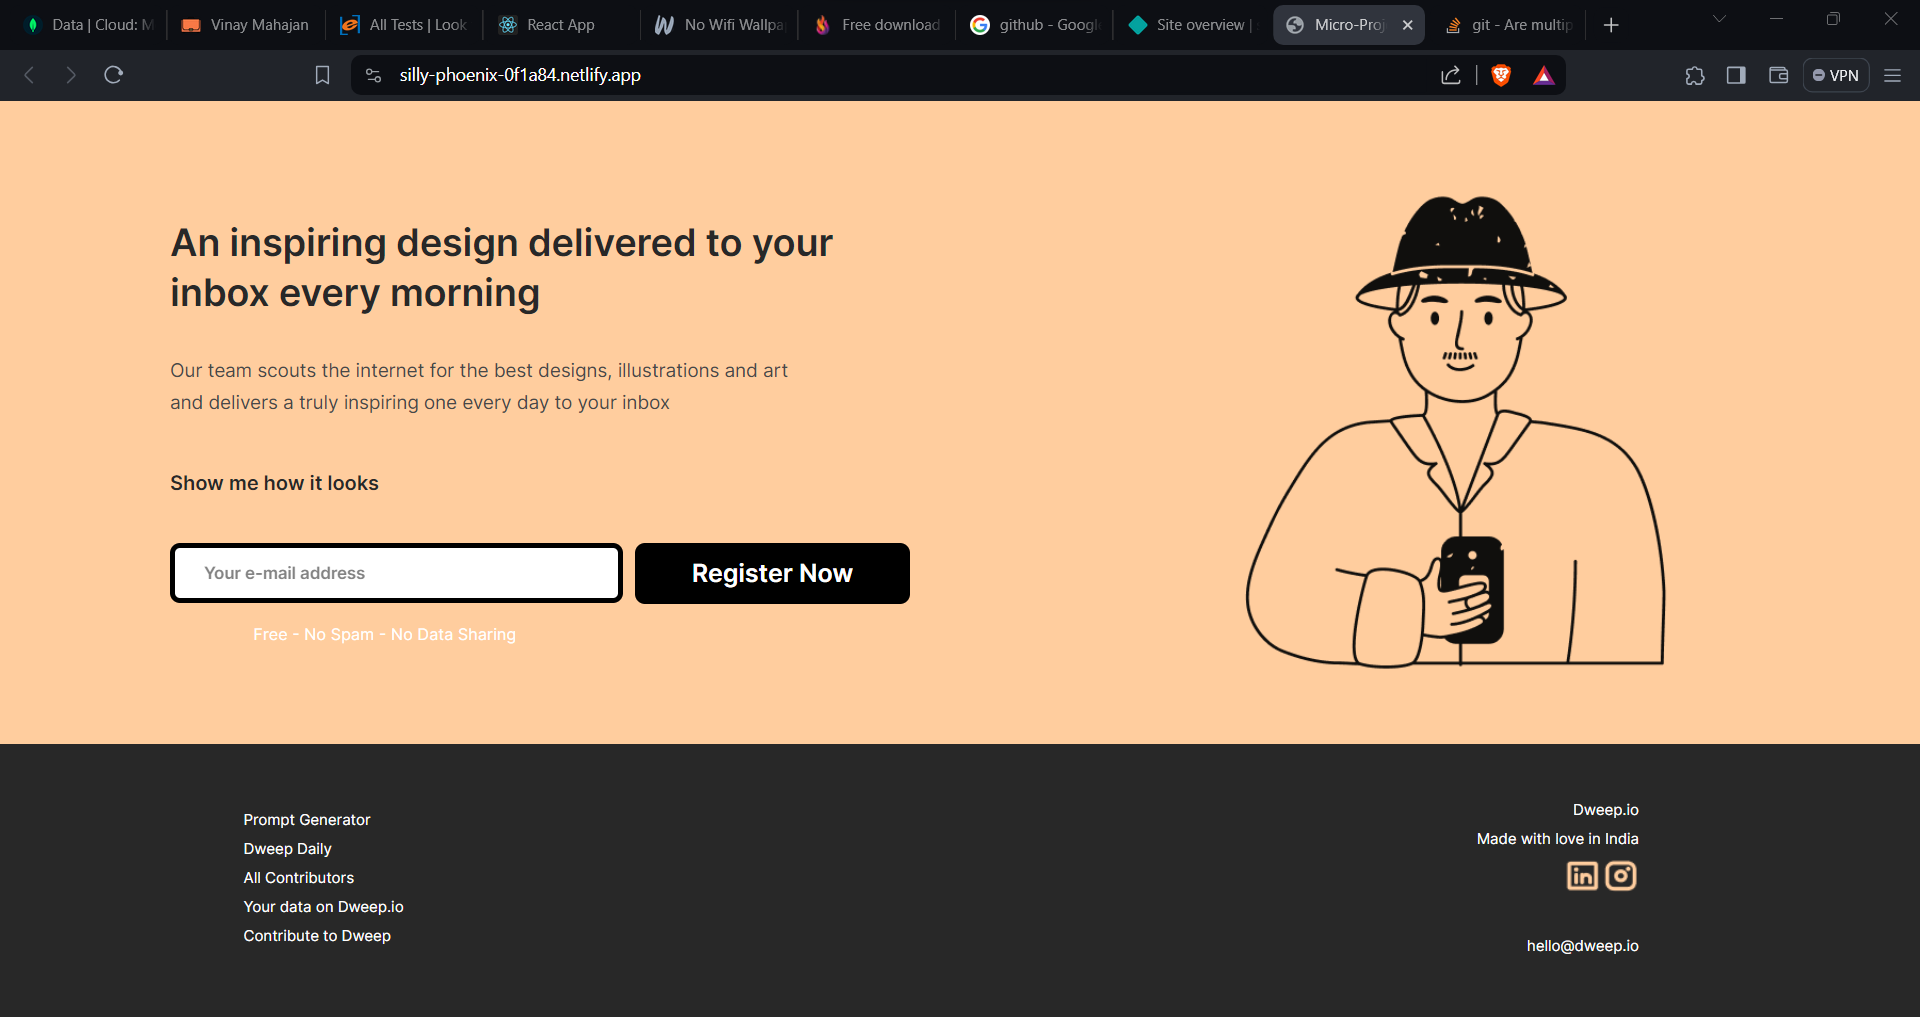 Data | Cloud: M
Vinay Mahajan
All Tests | Look
React App
No Wifi Wallpa
Free download
github - Google
Site overview |
Micro-Proj
git - Are multip
silly-phoenix-0f1a84.netlify.app
VPN
An inspiring design delivered to your
inbox every morning
Our team scouts the internet for the best designs, illustrations and art
and delivers a truly inspiring one every day to your inbox
Show me how it looks
Your e-mail address
Register Now
Free - No Spam - No Data Sharing
Prompt Generator
Dweep Daily
All Contributors
Your data on Dweep.io
Contribute to Dweep
Dweep.io
Made with love in India
in
hello@dweep.io